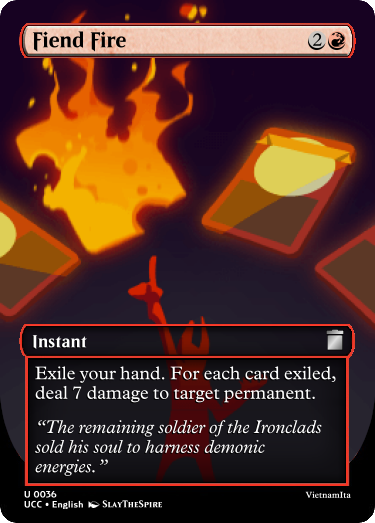 Fiend Fire 2
Instant
Exile your hand. For each card exiled,
deal 7 damage to target permanent.
“The remaining soldier of the Ironclads
sold his soul to harness demonic
energies.”
U 0036 VietnamIta
UCC • English SlayTheSpire